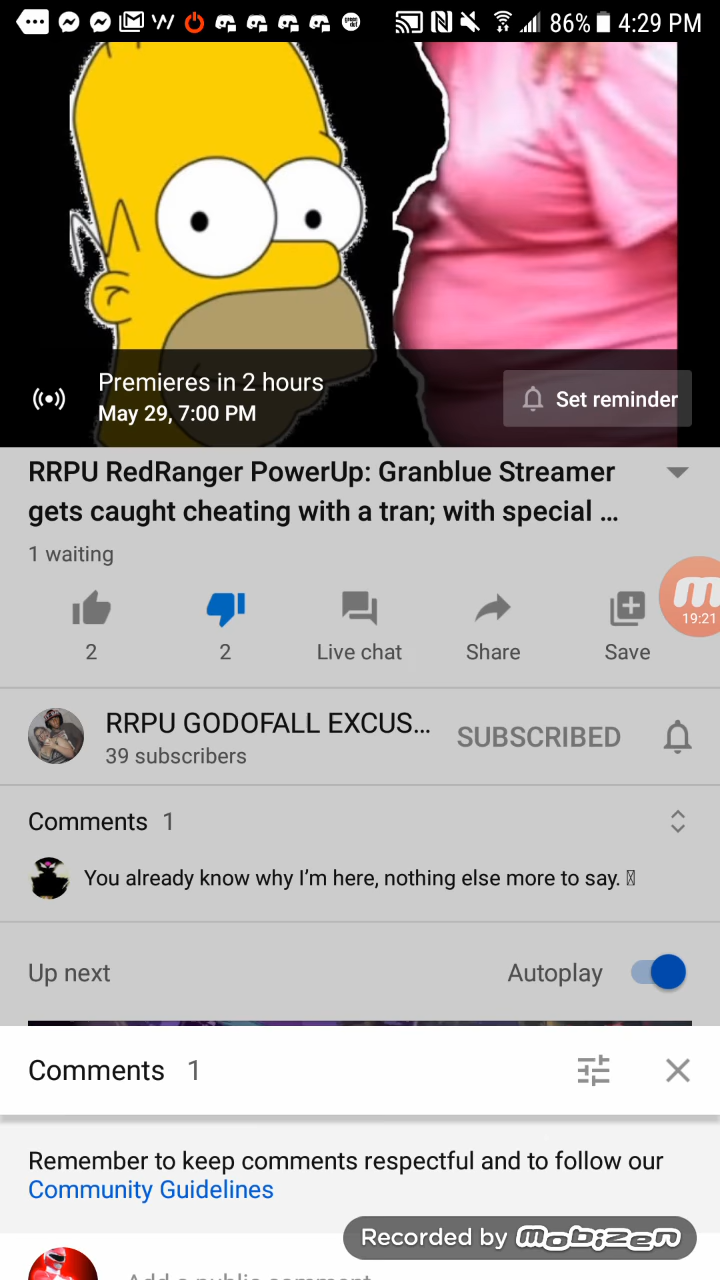 86% 4:29 PM
Premieres in 2 hours
May 29, 7:00 PM
Set reminder
RRPU RedRanger PowerUp: Granblue Streamer
gets caught cheating with a tran; with special ...
1 waiting
2
2
Live chat
Share
Save
19:21
RRPU GODOFALL EXCUS...
39 subscribers
SUBSCRIBED
Comments 1
You already know why I'm here, nothing else more to say.
Up next
Autoplay
Comments 1
Remember to keep comments respectful and to follow our
Community Guidelines
Recorded by mobizen
Add a public comment